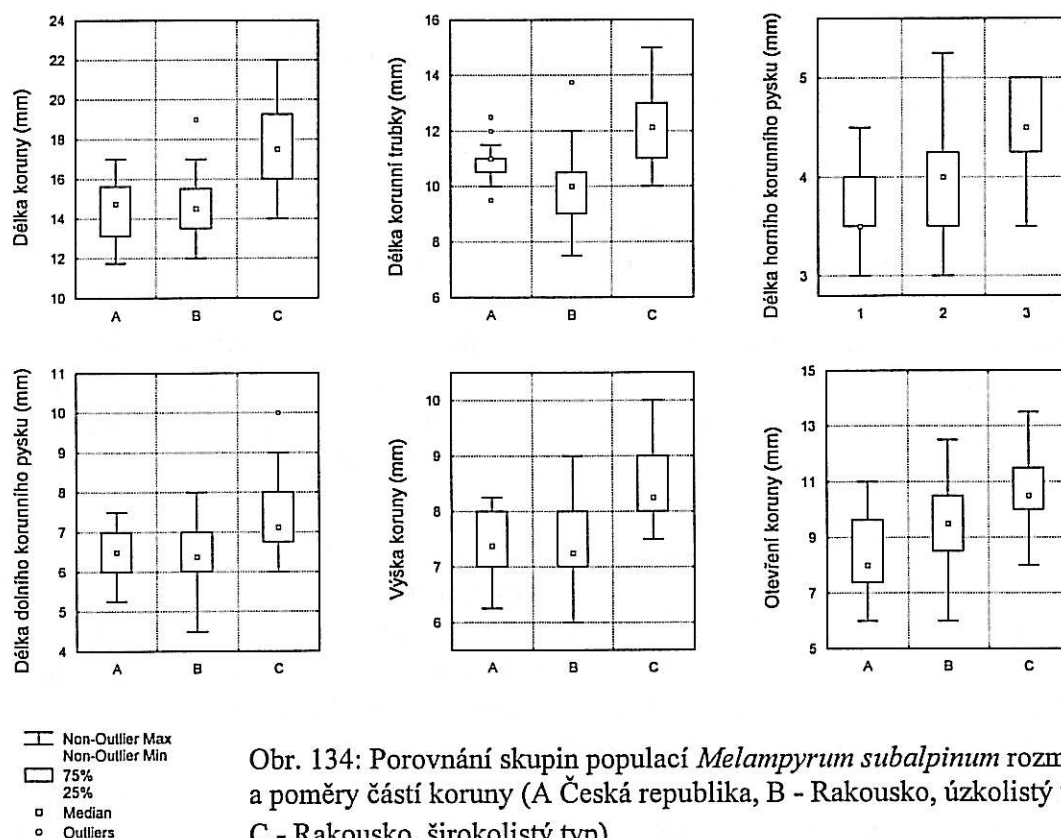 Délka koruny (mm)
24
22
20
18
16
14
12
10
A B C
Délka korunní trubky (mm)
16
14
12
10
8
6
A B C
Délka horního korunního pysku (mm)
5
4
3
1 2 3
Délka dolního korunního pysku (mm)
11
10
9
8
7
6
5
4
A B C
Výška koruny (mm)
10
9
8
7
6
A B C
Otevření koruny (mm)
15
13
11
9
7
5
A B C
Non-Outlier Max
Non-Outlier Min
75%
25%
Median
Outliers
Obr. 134: Porovnání skupin populací Melampyrum subalpinum rozm
a poměry částí koruny (A Česká republika, B - Rakousko, úzkolistý
C - Rakousko, širokolistý typ)